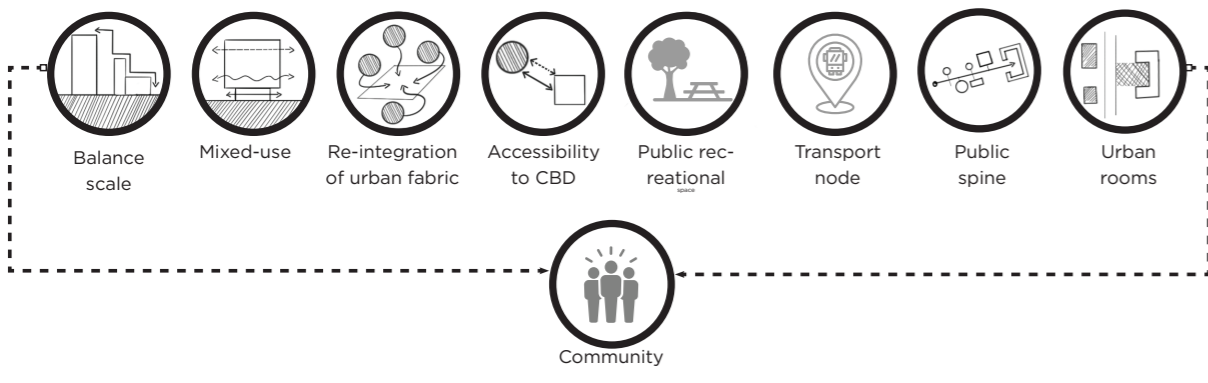 Balance
scale
Mixed-use
Re-integration
of urban fabric
Accessibility
to CBD
Public rec-
reational
space
Transport
node
Public
spine
Urban
rooms
Community